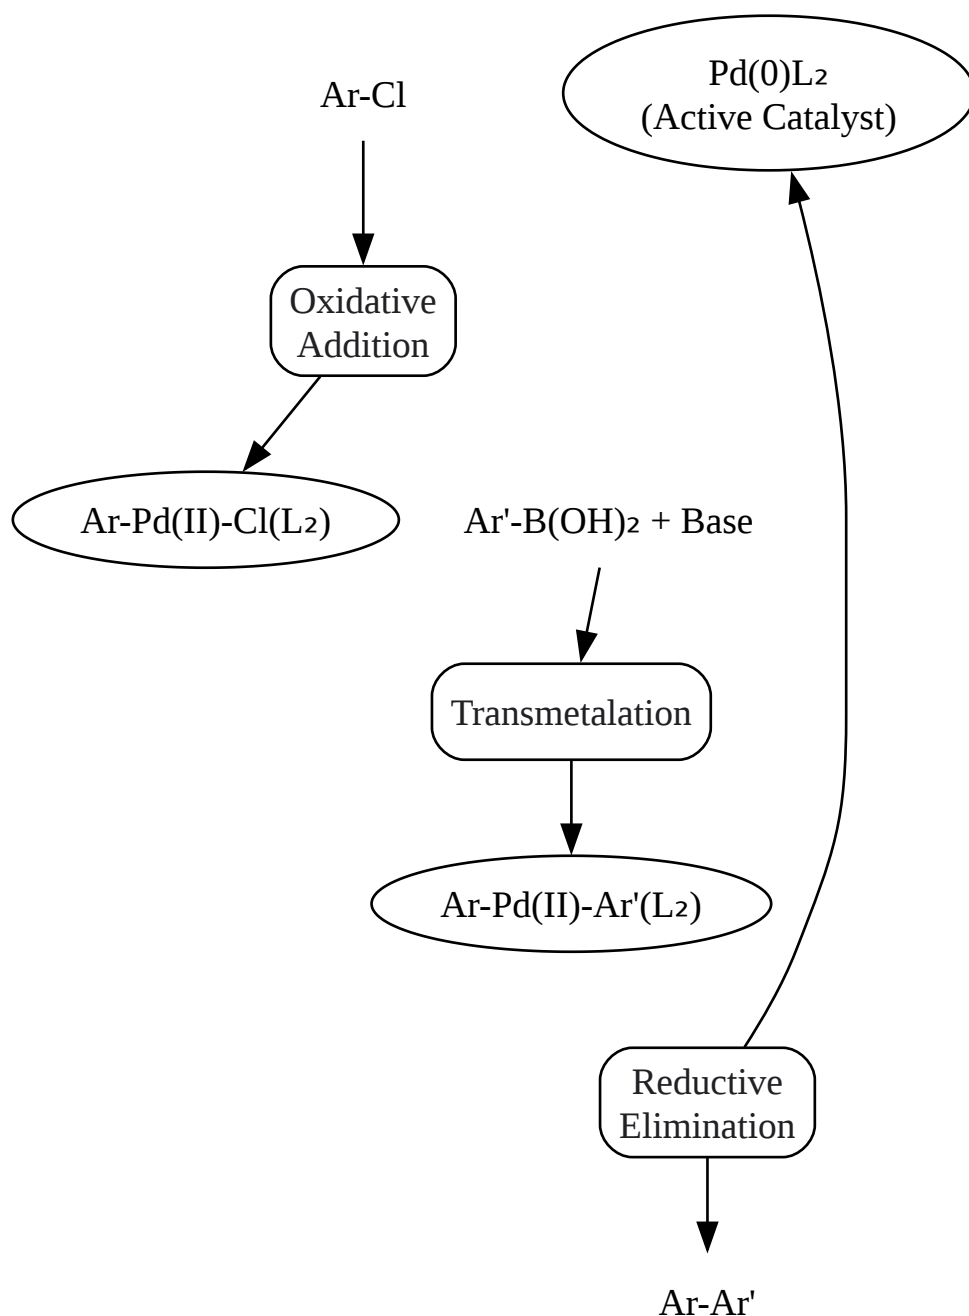 Ar-Cl
Pd(0)L₂
(Active Catalyst)
Oxidative
Addition
Ar-Pd(II)-Cl(L₂)
Ar'-B(OH)₂ + Base
Transmetalation
Ar-Pd(II)-Ar'(L₂)
Reductive
Elimination
Ar-Ar'